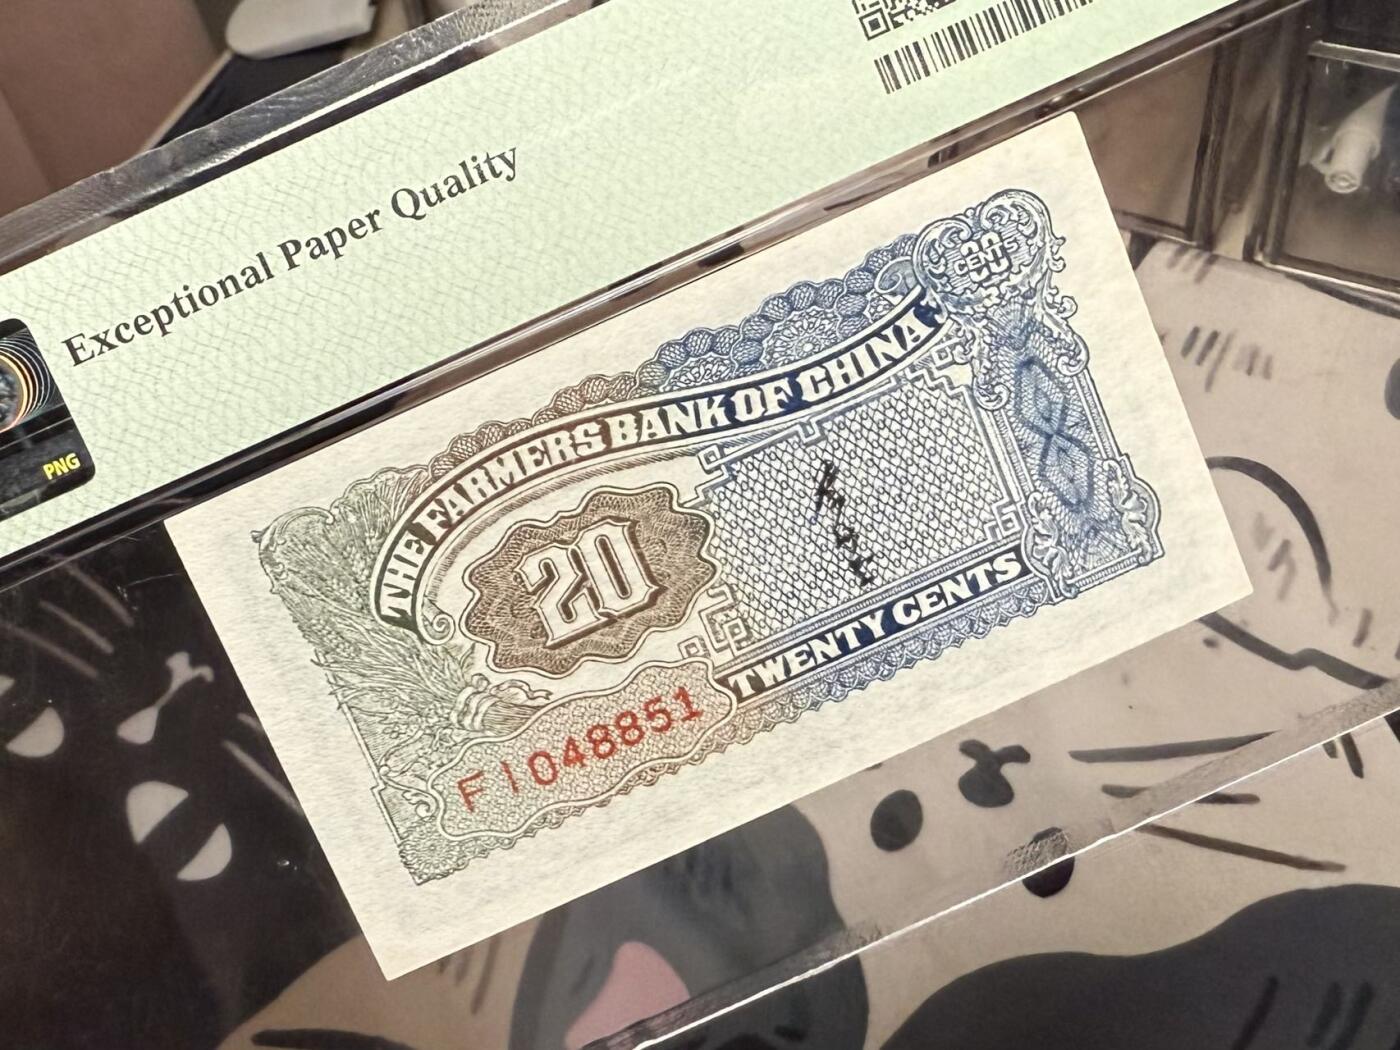 Exceptional Paper Quality
PNG
20
CENTS
THE FARMERS BANK OF CHINA
20
TWENTY CENTS
F1048851